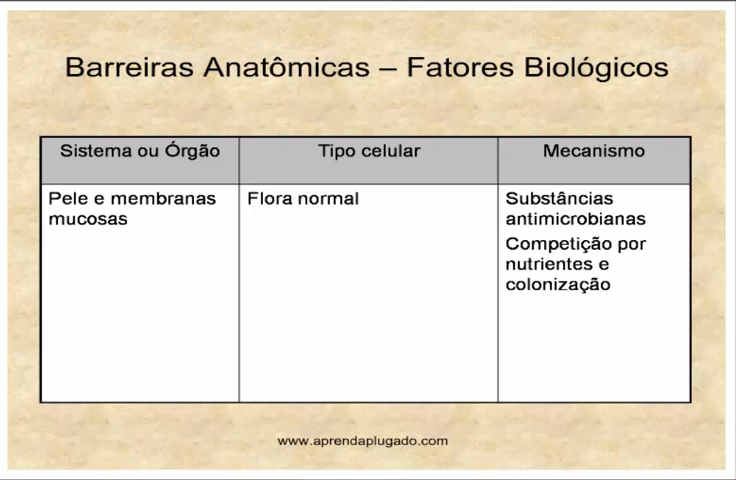 Barreiras Anatômicas – Fatores Biológicos
Sistema ou Órgão
Tipo celular
Mecanismo
Pele e membranas
mucosas
Flora normal
Substâncias
antimicrobianas
Competição por
nutrientes e
colonização
www.aprendaplugado.com